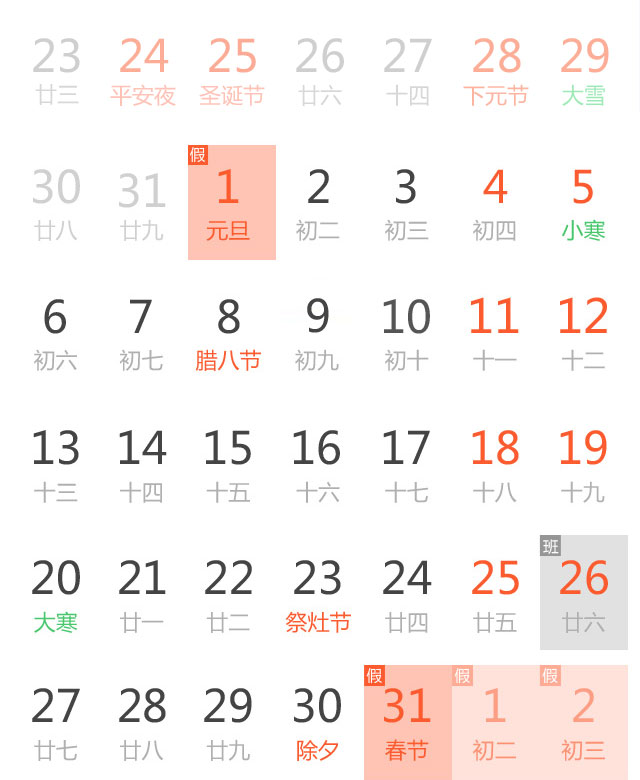 23 24 25 26 27 28 29
廿三 平安夜 圣诞节 廿六 十四 下元节 大雪
假
30 31 1 2 3 4 5
廿八 廿九 元旦 初二 初三 初四 小寒
6 7 8 9 10 11 12
初六 初七 腊八节 初九 初十 十一 十二
13 14 15 16 17 18 19
十三 十四 十五 十六 十七 十八 十九
班
20 21 22 23 24 25 26
大寒 廿一 廿二 祭灶节 廿四 廿五 廿六
假 假 假
27 28 29 30 31 1 2
廿七 廿八 廿九 除夕 春节 初二 初三